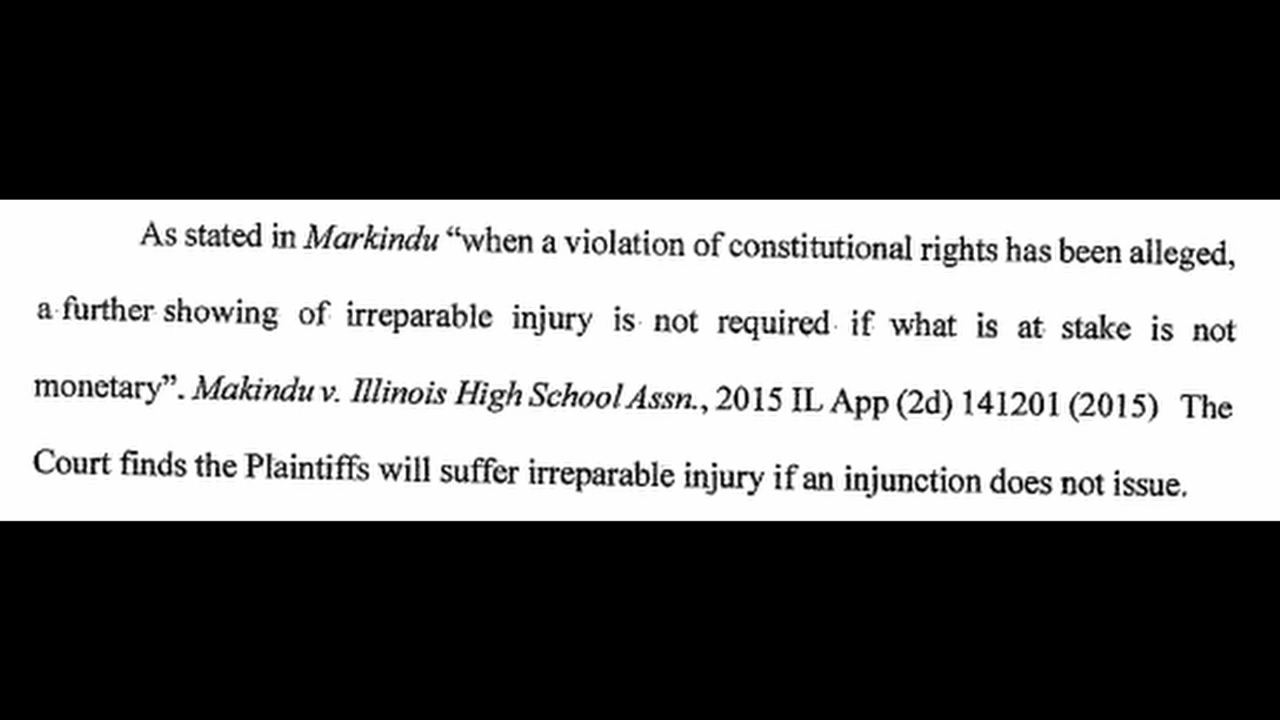 As stated in Markindu “when a violation of constitutional rights has been alleged,
a further showing of irreparable injury is not required if what is at stake is not
monetary”. Makindu v. Illinois High School Assn., 2015 IL App (2d) 141201 (2015) The
Court finds the Plaintiffs will suffer irreparable injury if an injunction does not issue.